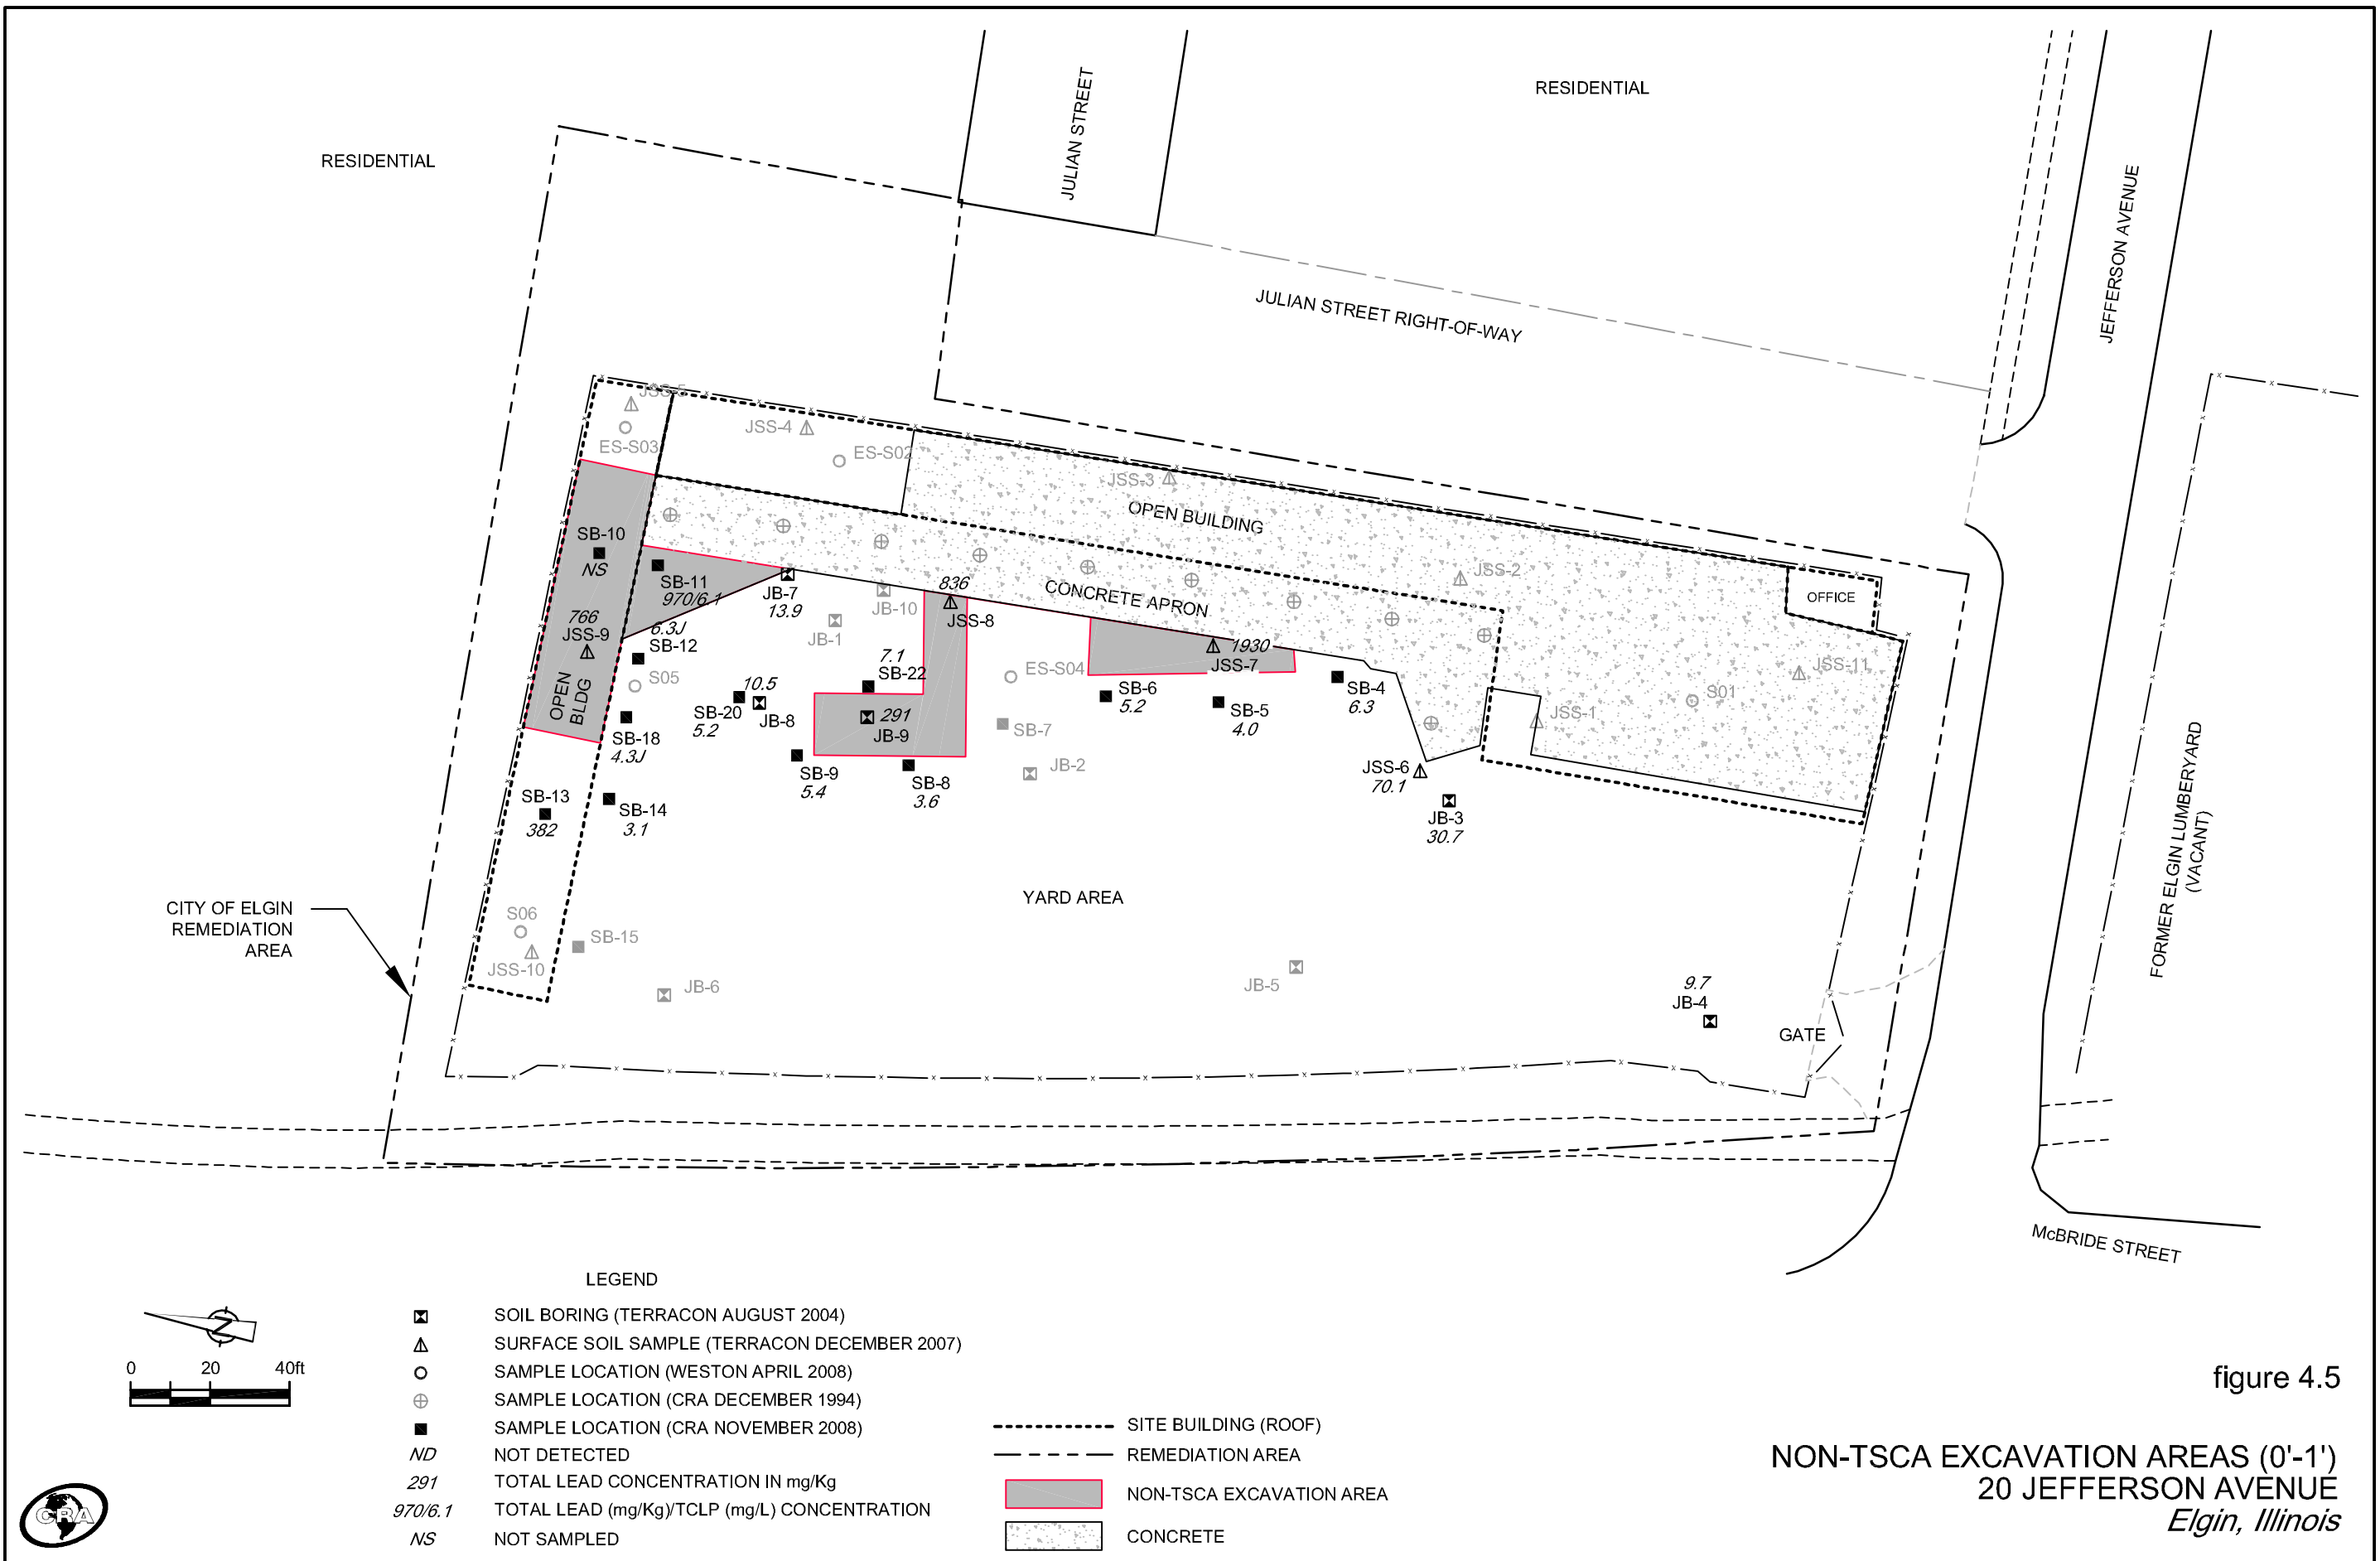 RESIDENTIAL
RESIDENTIAL
JULIAN STREET
JEFFERSON AVENUE
JULIAN STREET RIGHT-OF-WAY
JSS-5
ES-S03
JSS-4
ES-S02
JSS-3
OPEN BUILDING
JSS-2
OFFICE
SB-10
NS
SB-11
970/6.1
JB-7
13.9
JB-10
JB-1
836
JSS-8
CONCRETE APRON
766
JSS-9
6.3J
SB-12
S05
OPEN
BLDG
SB-18
4.3J
SB-20
5.2
10.5
JB-8
7.1
SB-22
291
JB-9
ES-S04
SB-7
JB-2
1930
JSS-7
SB-6
5.2
SB-5
4.0
SB-4
6.3
JSS-11
S01
JSS-1
SB-9
5.4
SB-8
3.6
JSS-6
70.1
JB-3
30.7
SB-13
382
SB-14
3.1
FORMER ELGIN LUMBERYARD
(VACANT)
YARD AREA
CITY OF ELGIN
REMEDIATION
AREA
S06
JSS-10
SB-15
JB-6
JB-5
9.7
JB-4
GATE
McBRIDE STREET
LEGEND
SOIL BORING (TERRACON AUGUST 2004)
SURFACE SOIL SAMPLE (TERRACON DECEMBER 2007)
SAMPLE LOCATION (WESTON APRIL 2008)
SAMPLE LOCATION (CRA DECEMBER 1994)
SAMPLE LOCATION (CRA NOVEMBER 2008)
ND NOT DETECTED
291 TOTAL LEAD CONCENTRATION IN mg/Kg
970/6.1 TOTAL LEAD (mg/Kg)/TCLP (mg/L) CONCENTRATION
NS NOT SAMPLED
SITE BUILDING (ROOF)
REMEDIATION AREA
NON-TSCA EXCAVATION AREA
CONCRETE
N
0 20 40ft
CRA
figure 4.5
NON-TSCA EXCAVATION AREAS (0'-1')
20 JEFFERSON AVENUE
Elgin, Illinois